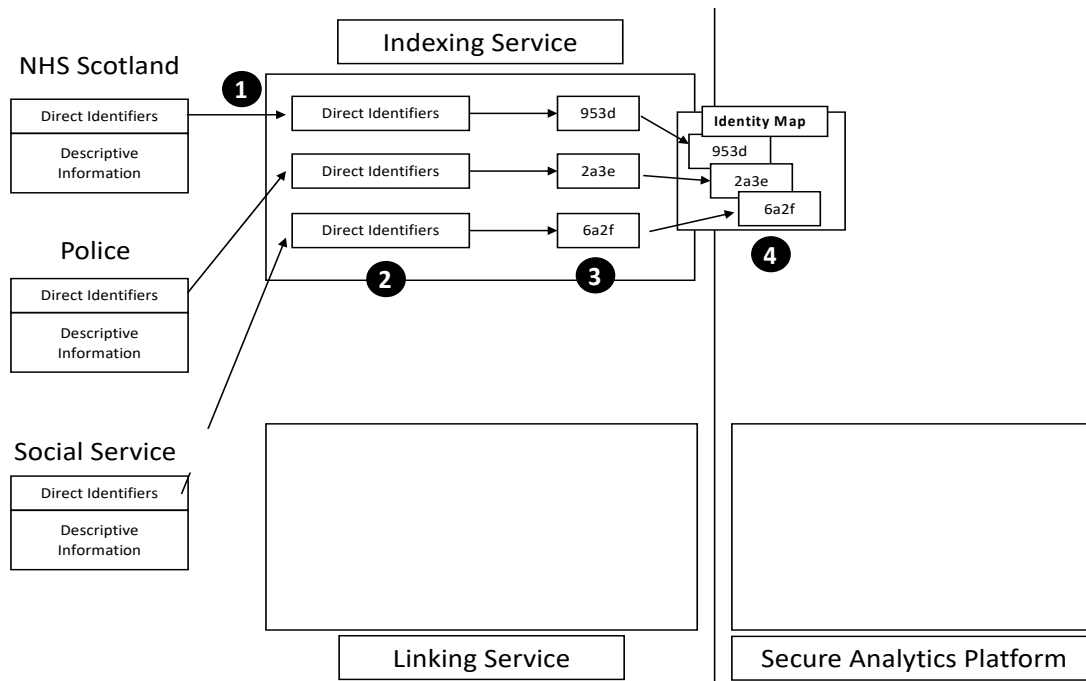 Indexing Service
NHS Scotland
1
Direct Identifiers
Descriptive
Information
Direct Identifiers
953d
Identity Map
953d
Direct Identifiers
2a3e
2a3e
Direct Identifiers
6a2f
6a2f
2
3
4
Police
Direct Identifiers
Descriptive
Information
Social Service
Direct Identifiers
Descriptive
Information
Linking Service
Secure Analytics Platform